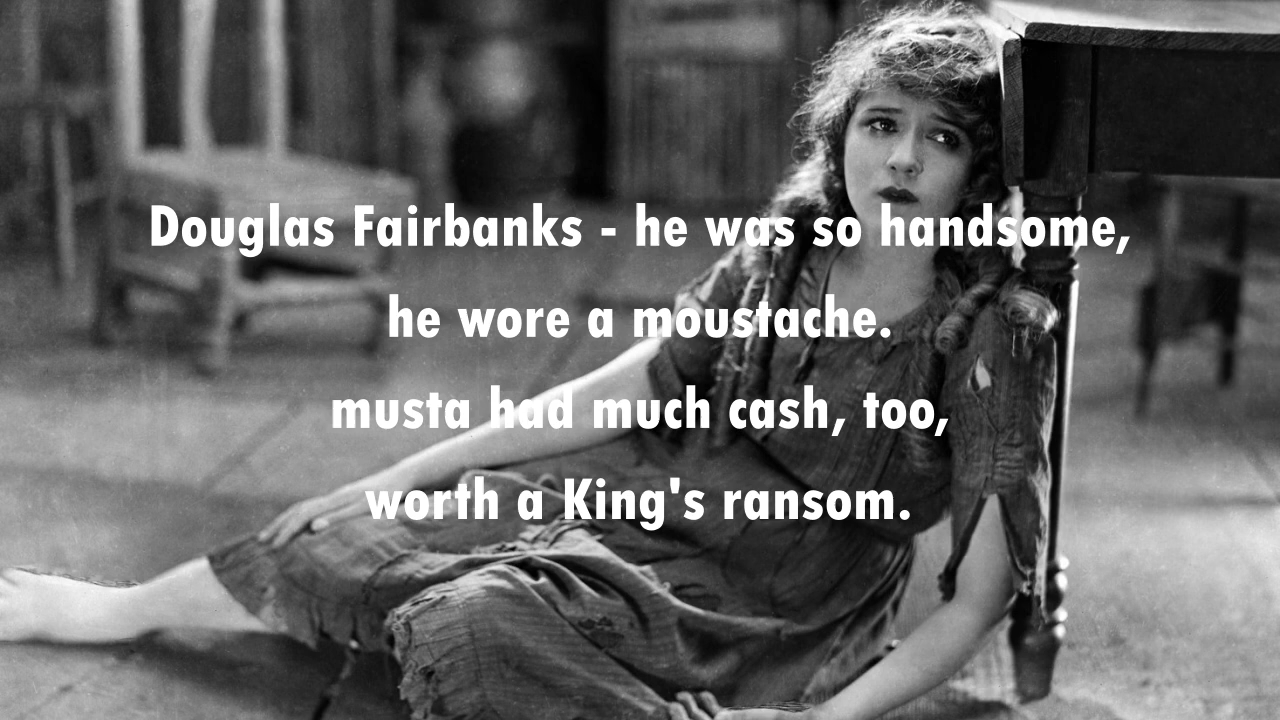 Douglas Fairbanks - he was so handsome,
he wore a moustache.
musta had much cash, too,
worth a King's ransom.